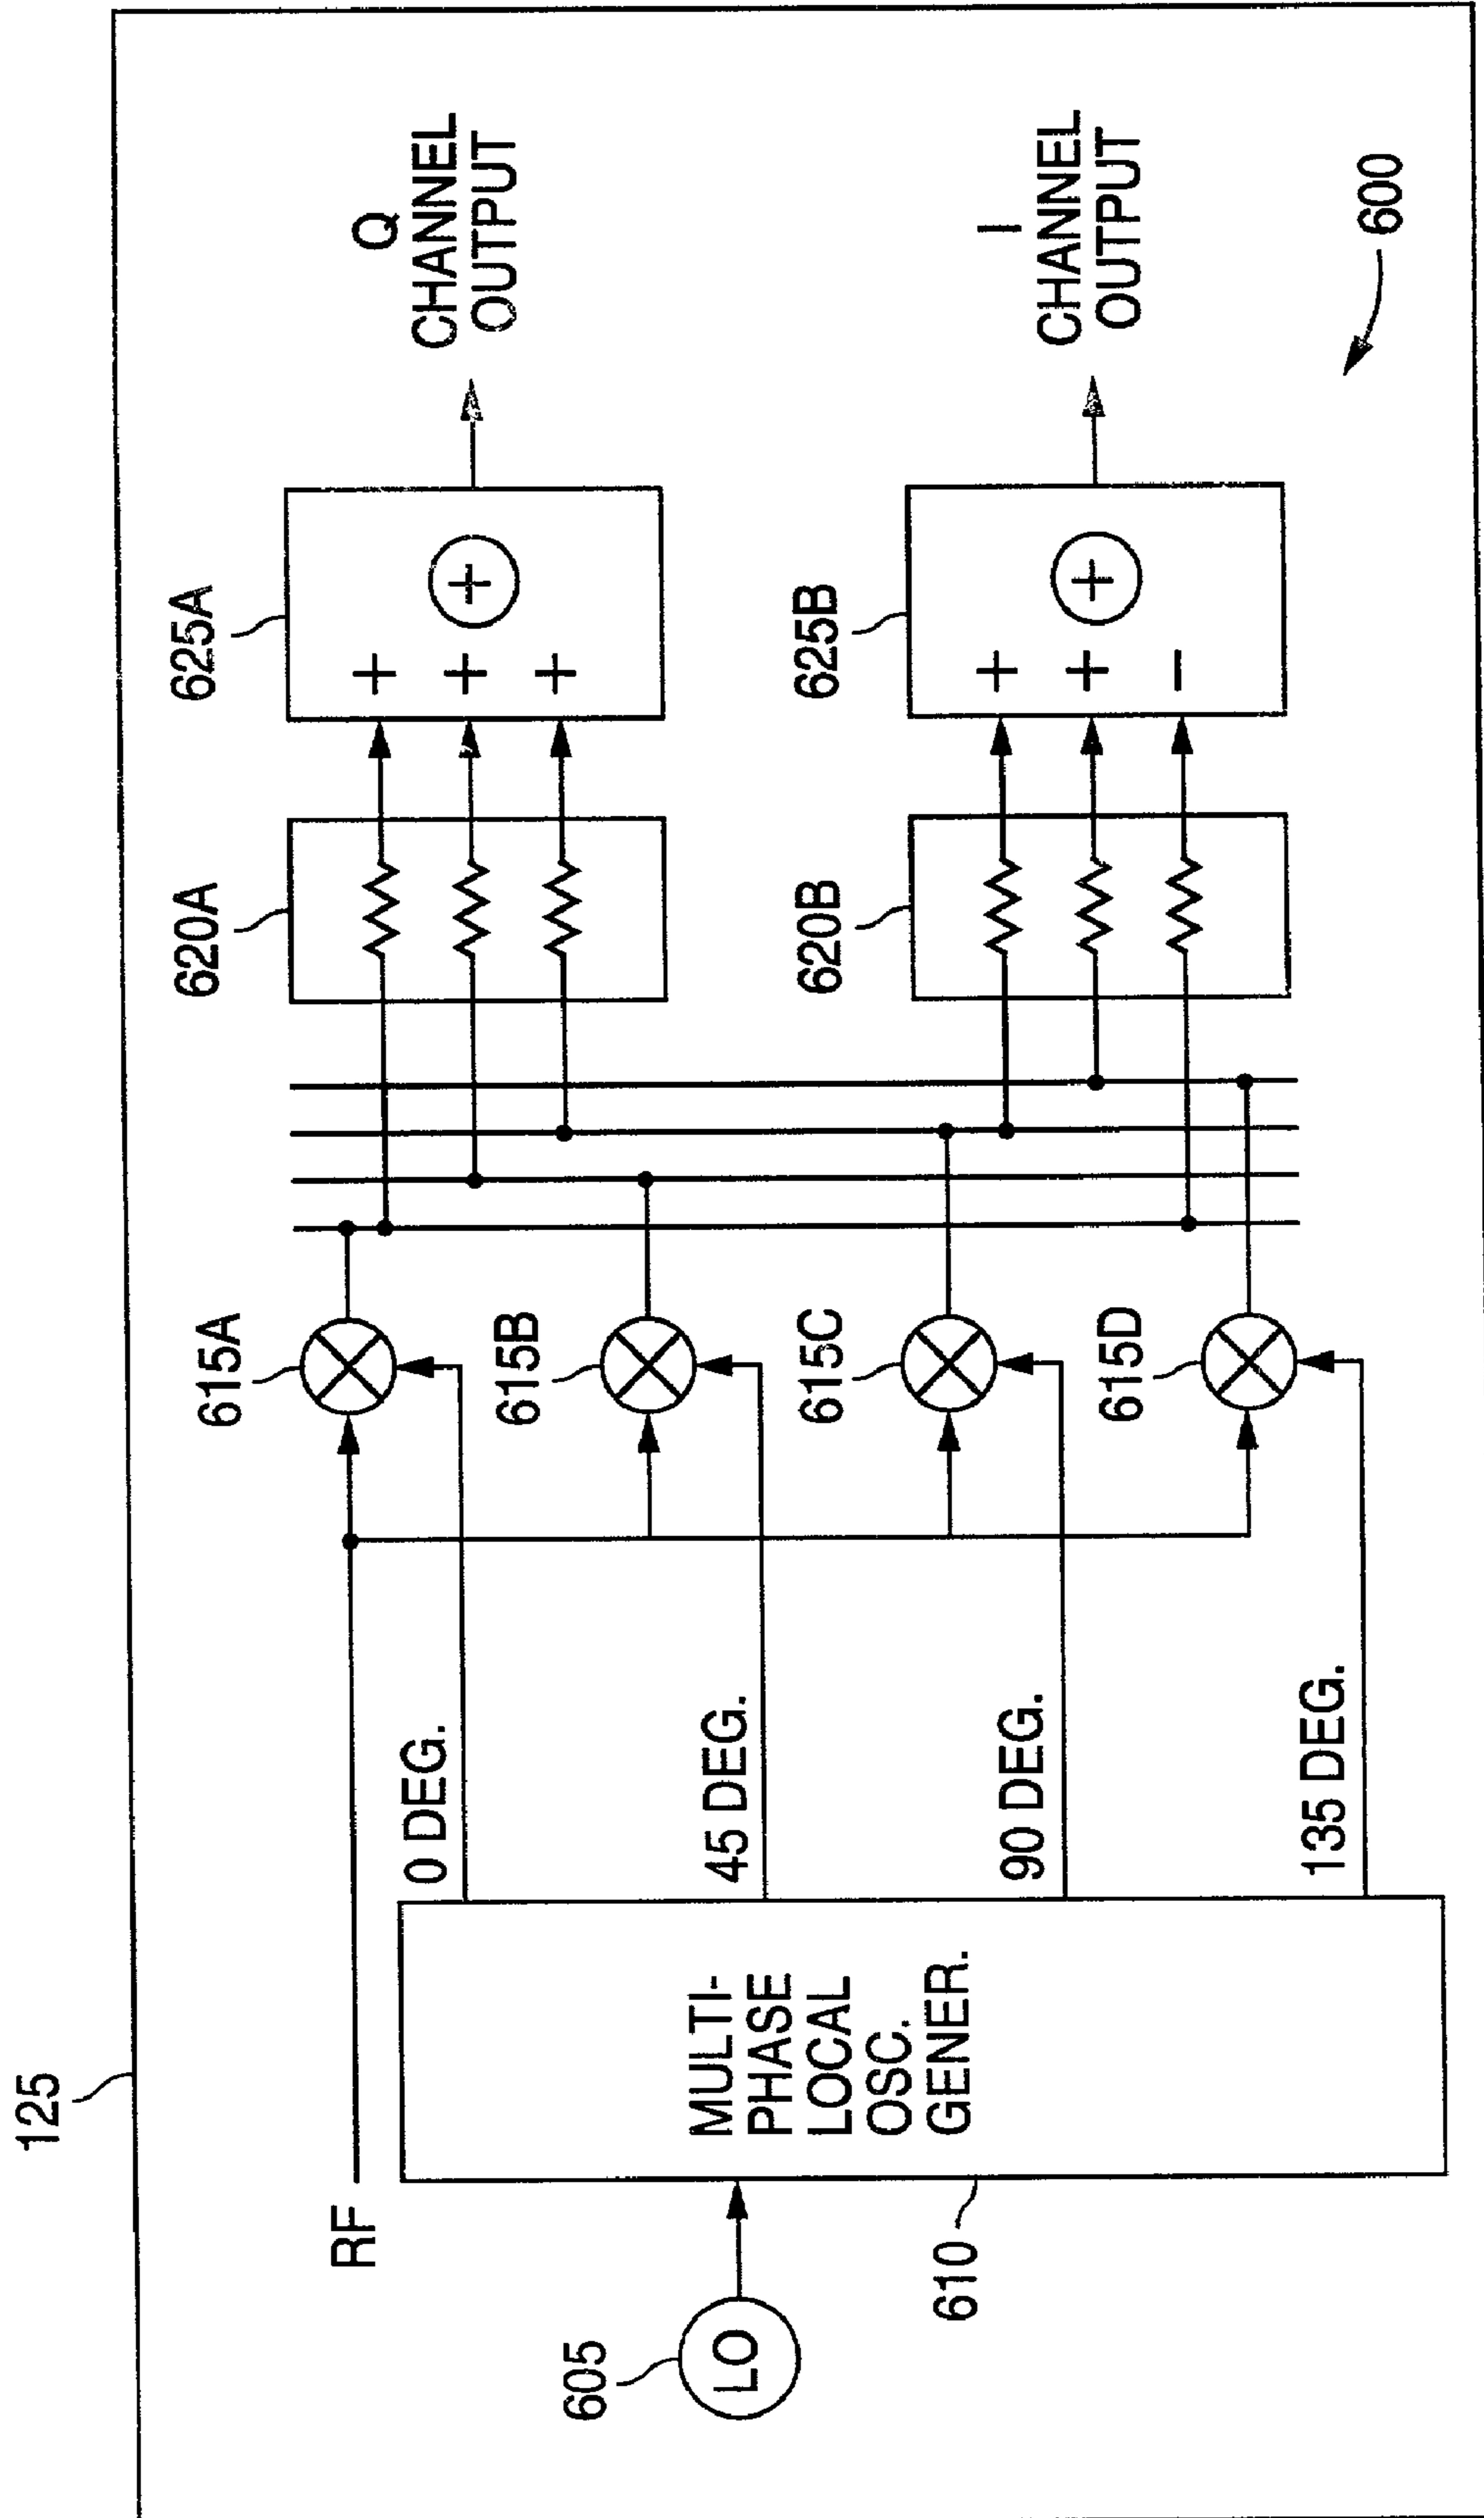 125
RF
605
LO
610
MULTI-
PHASE
LOCAL
OSC.
GENER.
0 DEG.
45 DEG.
90 DEG.
135 DEG.
615A
615B
615C
615D
620A
620B
625A
+
+
+
+
625B
+
+
−
+
Q
CHANNEL
OUTPUT
I
CHANNEL
OUTPUT
600